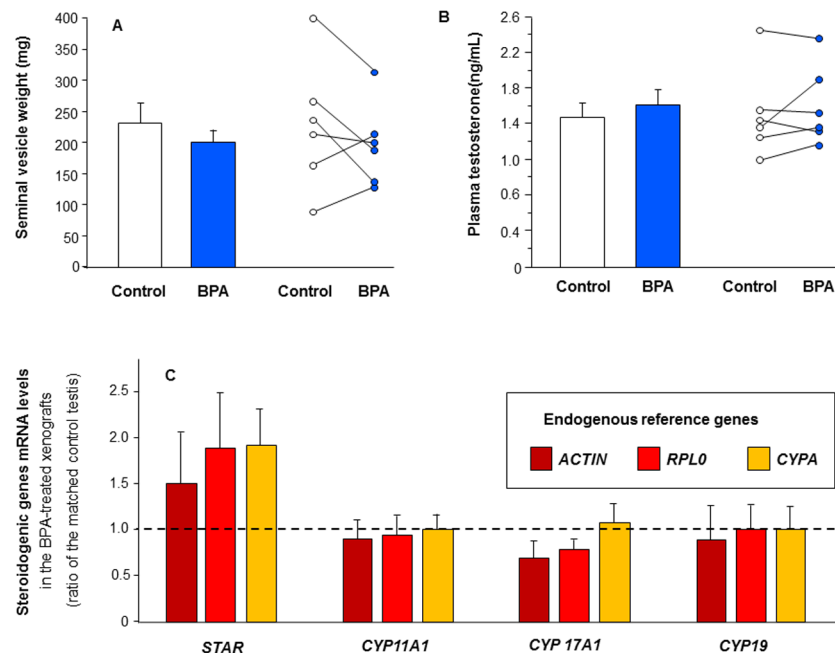 A
Seminal vesicle weight (mg)
400
350
300
250
200
150
100
50
0
Control BPA Control BPA
B
Plasma testosterone(ng/mL)
2.6
1.8
1.4
1.0
0.6
0.4
0.2
0
Control BPA Control BPA
C
Steroidogenic genes mRNA levels
in the BPA-treated xenografts
(ratio of the matched control testis)
2.5
2.0
1.5
1.0
0.5
0
Endogenous reference genes
ACTIN RPL0 CYPA
STAR CYP11A1 CYP 17A1 CYP19